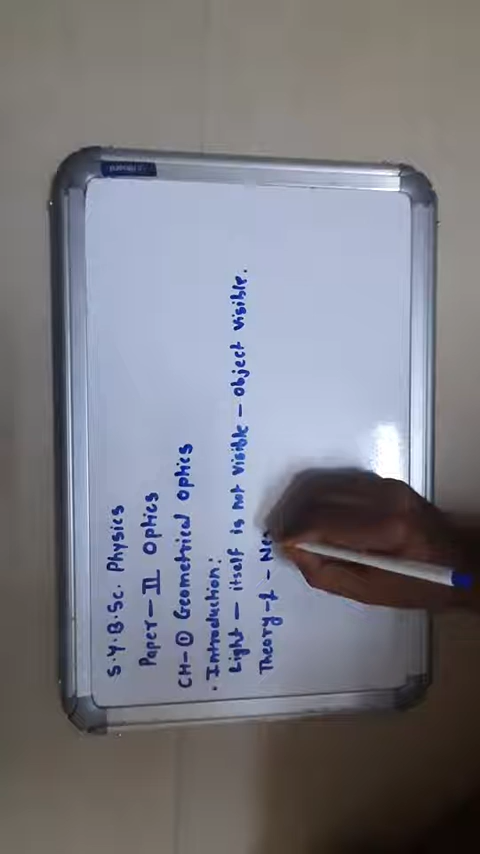 S.Y.B.Sc. Physics
Paper-II Optics
CH-① Geometrical Optics
• Introduction:
Light - itself is not visible - object visible.
Theory-1 -